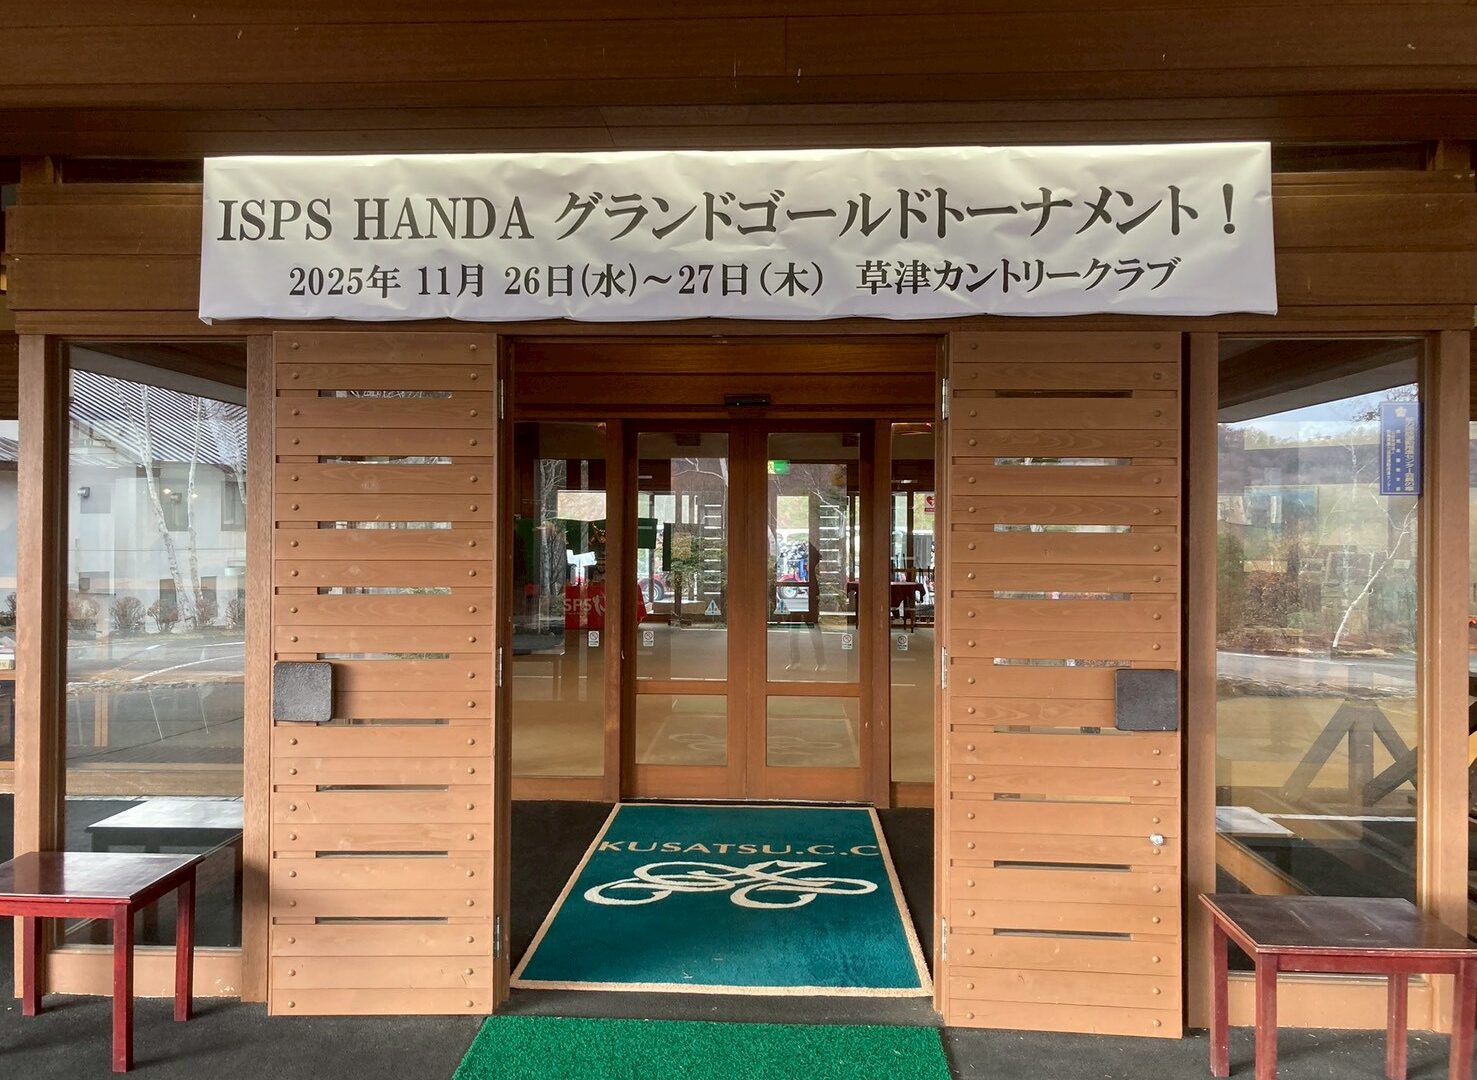 ISPS HANDA グランドゴールドトーナメント！
2025年 11月 26日(水)～27日(木) 草津カントリークラブ
KUSATSU.C.C
SPS